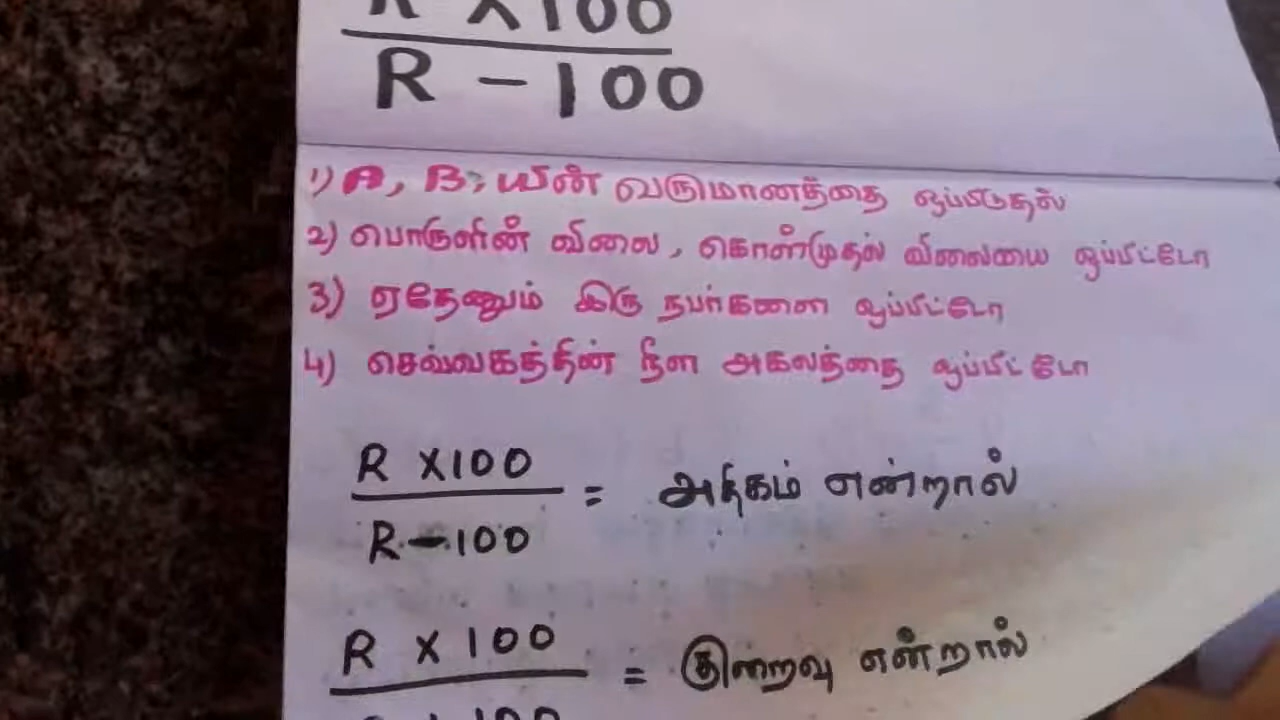 R X 100
R - 100
1) A, B, யின் வருமானத்தை ஒப்பிடுதல்
2) பொருளின் விலை, கொள்முதல் விலையை ஒப்பிட்டோ
3) ஏதேனும் இரு நபர்களை ஒப்பிட்டோ
4) செவ்வகத்தின் நீள அகலத்தை ஒப்பிட்டோ
R X100
R - 100
= அதிகம் என்றால்
R X 100
= குறைவு என்றால்